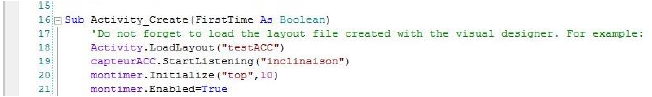 15
16 Sub Activity_Create(FirstTime As Boolean)
17 'Do not forget to load the layout file created with the visual designer. For example:
18 Activity.LoadLayout("testACC")
19 capteurACC.StartListening("inclinaison")
20 montimer.Initialize("top",10)
21 montimer.Enabled=True